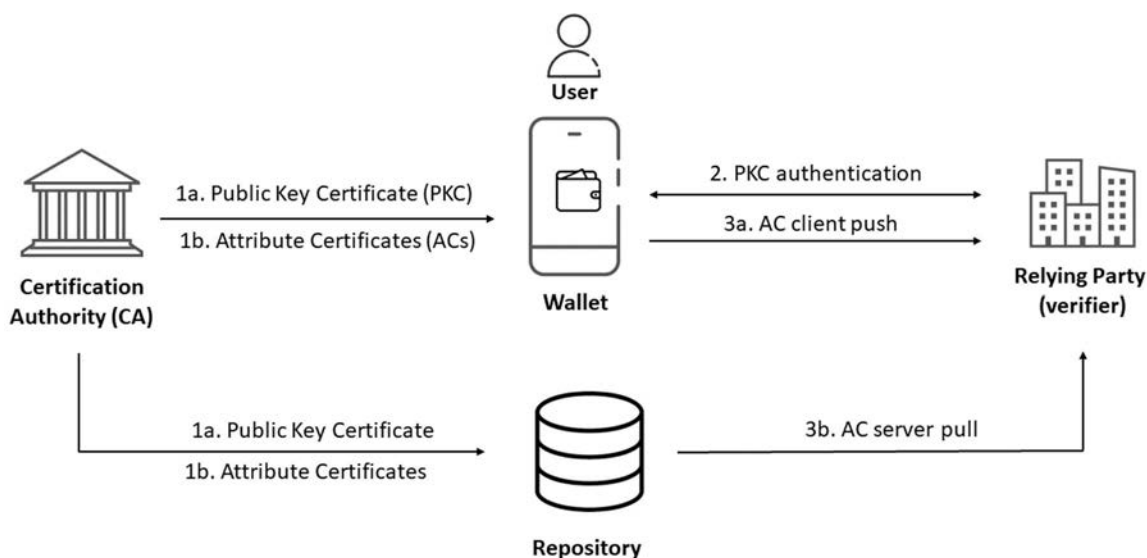 User
1a. Public Key Certificate (PKC)
1b. Attribute Certificates (ACs)
2. PKC authentication
3a. AC client push
Certification
Authority (CA)
Wallet
Relying Party
(verifier)
1a. Public Key Certificate
1b. Attribute Certificates
3b. AC server pull
Repository